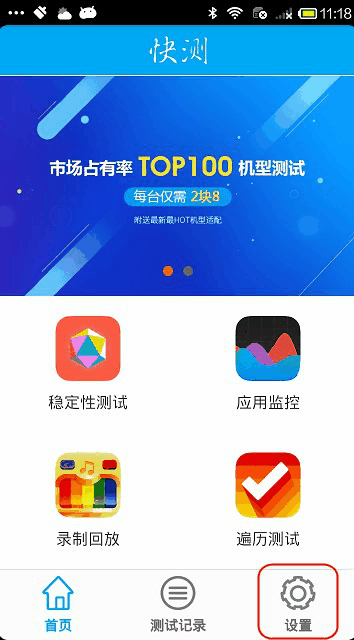 11:18
快测
市场占有率 TOP100 机型测试
每台仅需 2块8
附送最新最HOT机型适配
稳定性测试
应用监控
录制回放
遍历测试
首页
测试记录
设置